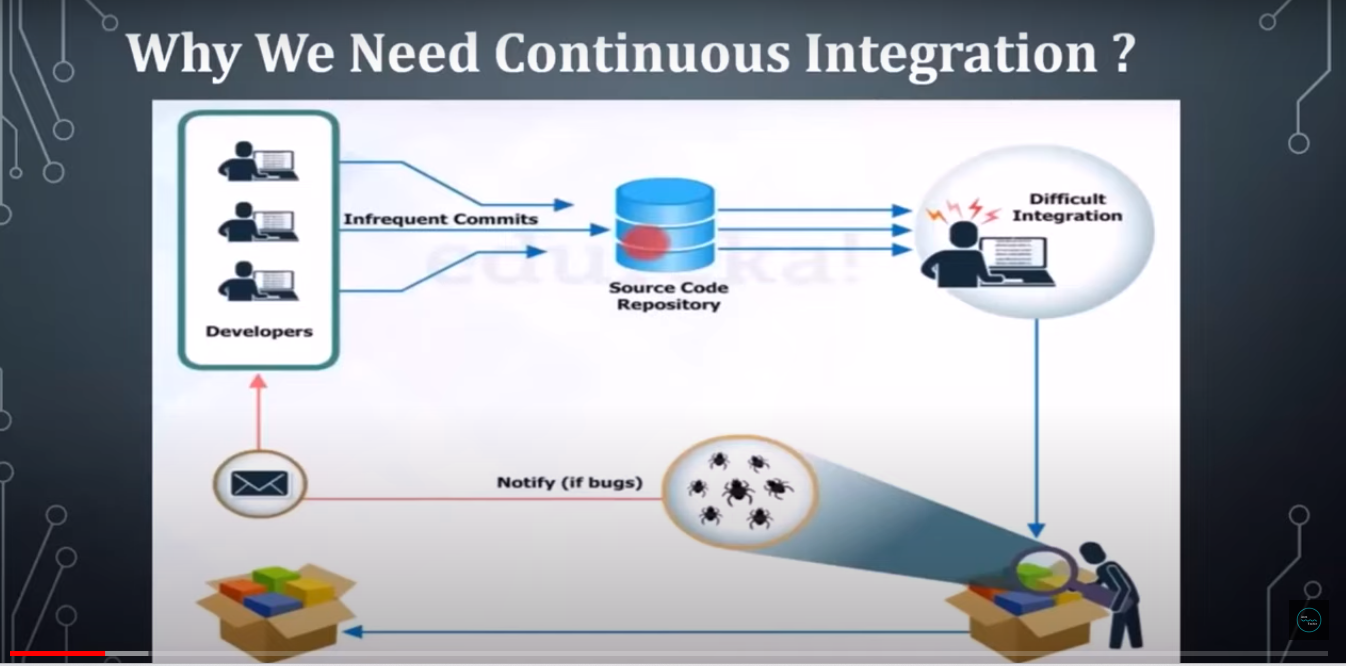 Why We Need Continuous Integration ?
Infrequent Commits
Difficult
Integration
Source Code
Repository
Developers
Notify (if bugs)